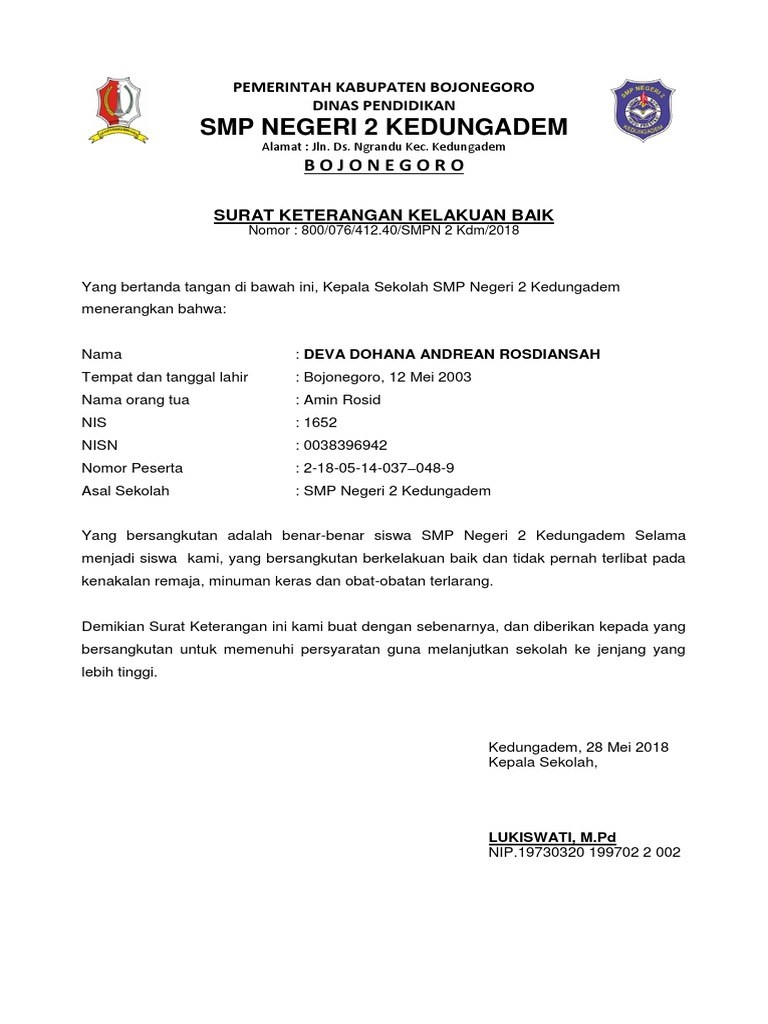 PEMERINTAH KABUPATEN BOJONEGORO
DINAS PENDIDIKAN
SMP NEGERI 2 KEDUNGADEM
Alamat : Jln. Ds. Ngrandu Kec. Kedungadem
BOJONEGORO
SMP NEGERI 2
KEDUNGADEM
SURAT KETERANGAN KELAKUAN BAIK
Nomor : 800/076/412.40/SMPN 2 Kdm/2018
Yang bertanda tangan di bawah ini, Kepala Sekolah SMP Negeri 2 Kedungadem
menerangkan bahwa:
Nama : DEVA DOHANA ANDREAN ROSDIANSAH
Tempat dan tanggal lahir : Bojonegoro, 12 Mei 2003
Nama orang tua : Amin Rosid
NIS : 1652
NISN : 0038396942
Nomor Peserta : 2-18-05-14-037–048-9
Asal Sekolah : SMP Negeri 2 Kedungadem
Yang bersangkutan adalah benar-benar siswa SMP Negeri 2 Kedungadem Selama
menjadi siswa kami, yang bersangkutan berkelakuan baik dan tidak pernah terlibat pada
kenakalan remaja, minuman keras dan obat-obatan terlarang.
Demikian Surat Keterangan ini kami buat dengan sebenarnya, dan diberikan kepada yang
bersangkutan untuk memenuhi persyaratan guna melanjutkan sekolah ke jenjang yang
lebih tinggi.
Kedungadem, 28 Mei 2018
Kepala Sekolah,
LUKISWATI, M.Pd
NIP.19730320 199702 2 002